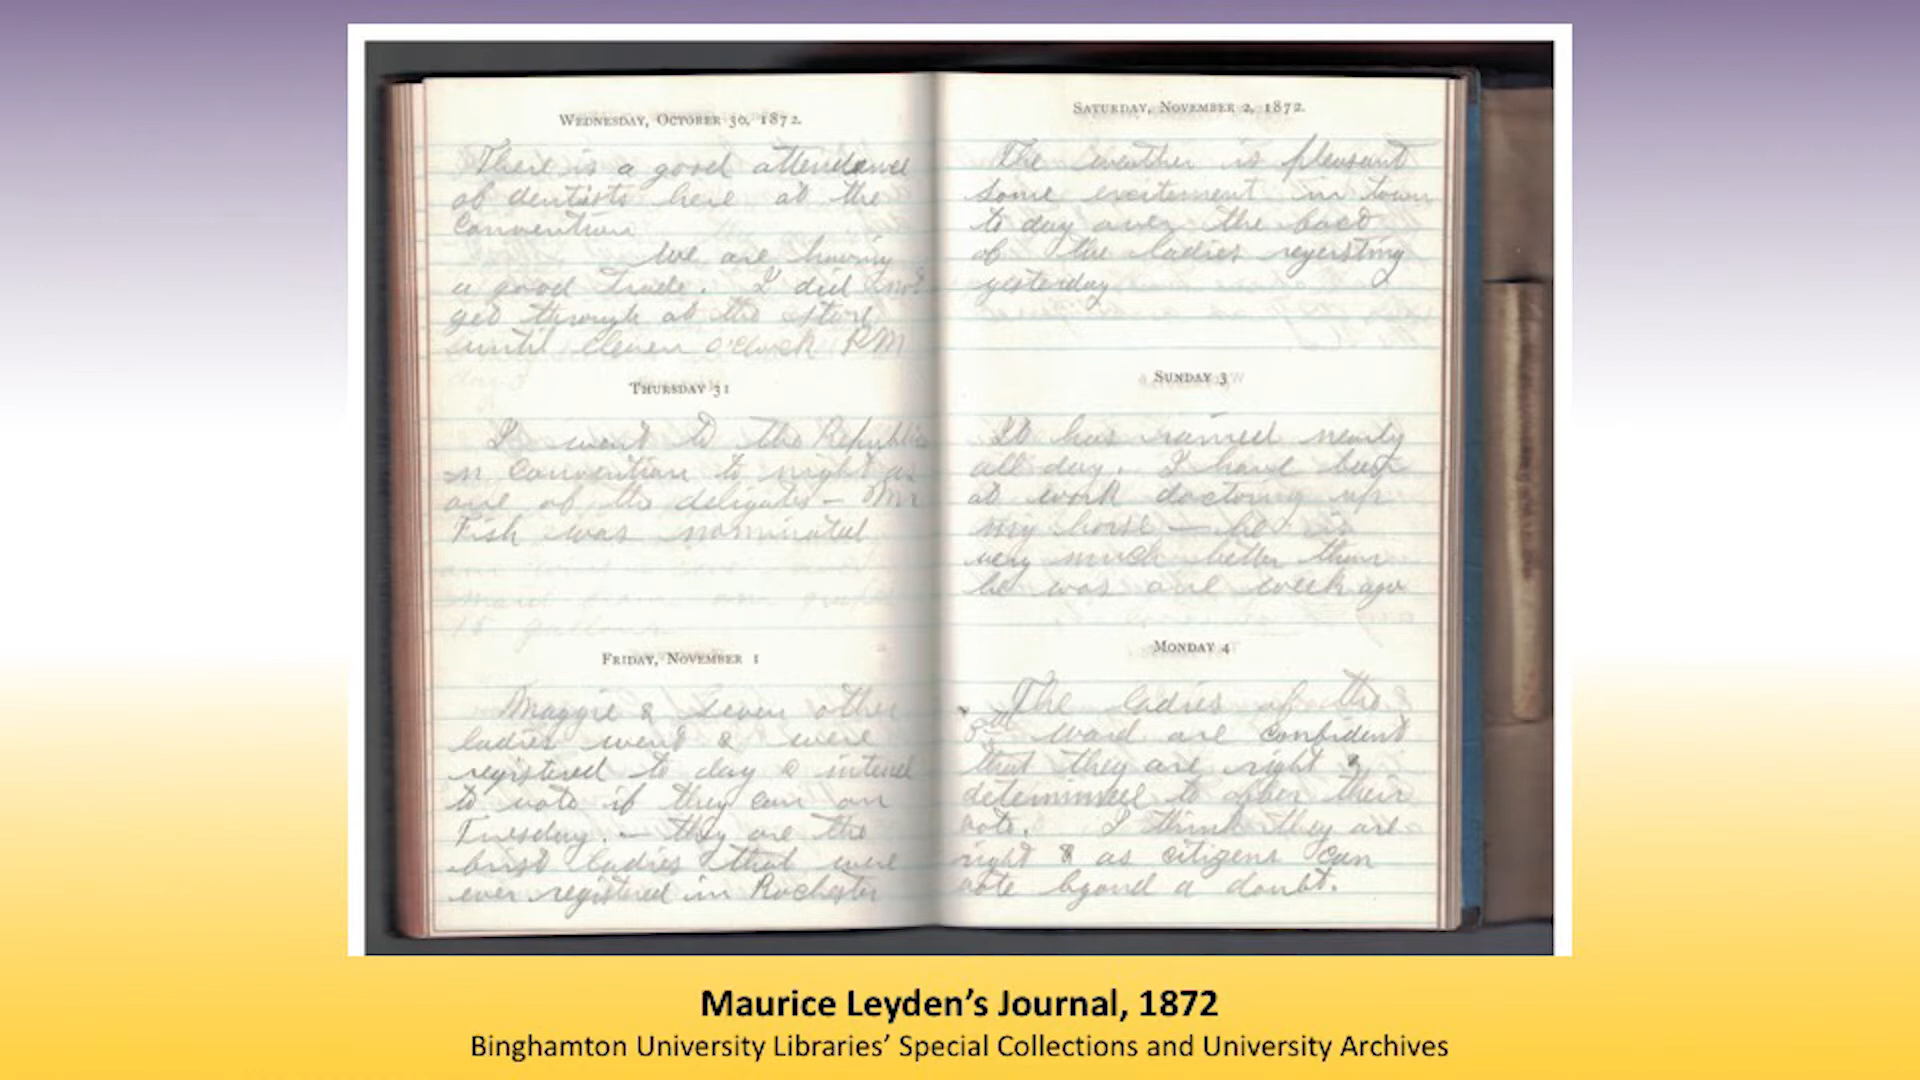 WEDNESDAY, OCTOBER 30, 1872.
There is a good attendance
of dentists here at the
Convention
We are having
a good trade. I did not
get through at the store
until eleven o'clock PM
THURSDAY 31
I went to the Republic
n Convention to night as
one of the deligates – Mr
Fish was nominated
FRIDAY, NOVEMBER 1
Maggie & seven other
ladies went & were
registered to day & intend
to vote if they can on
Tuesday. – they are the
first ladies that were
ever registered in Rochester
SATURDAY, NOVEMBER 2, 1872.
The weather is pleasant
some excitement in town
to day over the fact
of the ladies regersting
yesterday
SUNDAY 3
It has rained nearly
all day. I have been
at work doctoring up
my horse – he is
very much better than
he was one week ago
MONDAY 4
The ladies of the
8th ward are confident
that they are right &
determined to offer their
vote. I think they are
right & as citizens can
vote byond a doubt.
Maurice Leyden's Journal, 1872
Binghamton University Libraries' Special Collections and University Archives